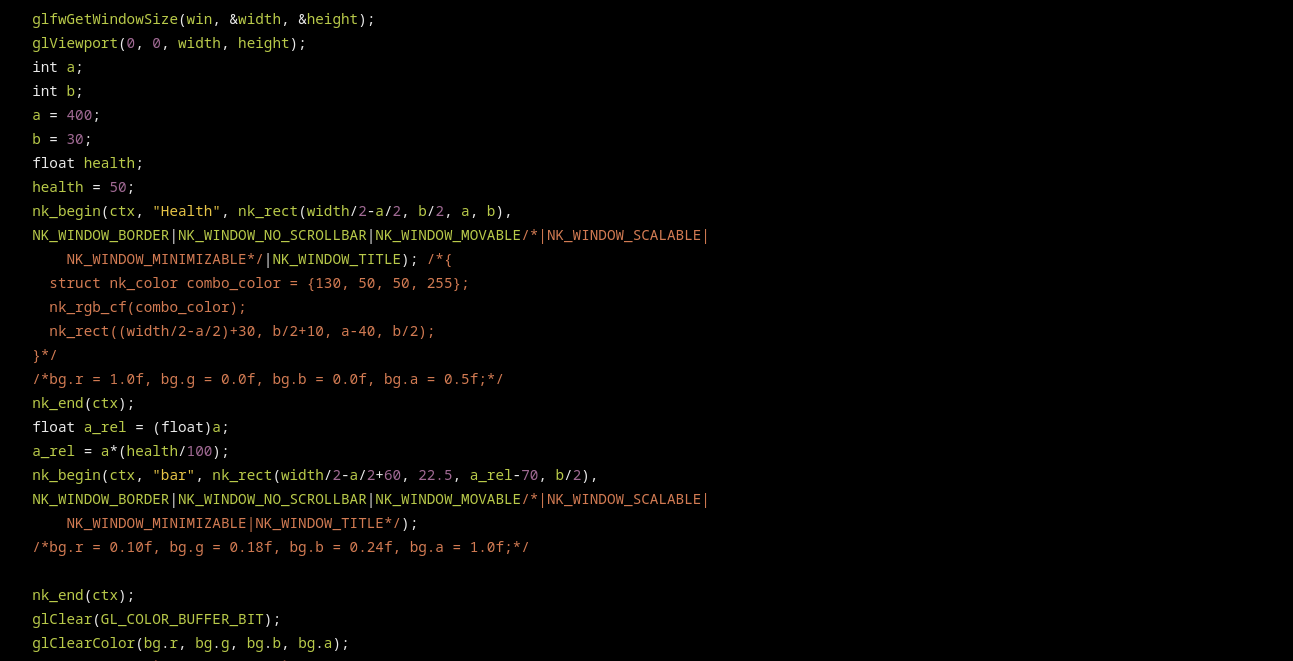 glfwGetWindowSize(win, &width, &height);
glViewport(0, 0, width, height);
int a;
int b;
a = 400;
b = 30;
float health;
health = 50;
nk_begin(ctx, "Health", nk_rect(width/2-a/2, b/2, a, b),
NK_WINDOW_BORDER|NK_WINDOW_NO_SCROLLBAR|NK_WINDOW_MOVABLE/*|NK_WINDOW_SCALABLE|
    NK_WINDOW_MINIMIZABLE*/|NK_WINDOW_TITLE); /*{
  struct nk_color combo_color = {130, 50, 50, 255};
  nk_rgb_cf(combo_color);
  nk_rect((width/2-a/2)+30, b/2+10, a-40, b/2);
}*/
/*bg.r = 1.0f, bg.g = 0.0f, bg.b = 0.0f, bg.a = 0.5f;*/
nk_end(ctx);
float a_rel = (float)a;
a_rel = a*(health/100);
nk_begin(ctx, "bar", nk_rect(width/2-a/2+60, 22.5, a_rel-70, b/2),
NK_WINDOW_BORDER|NK_WINDOW_NO_SCROLLBAR|NK_WINDOW_MOVABLE/*|NK_WINDOW_SCALABLE|
    NK_WINDOW_MINIMIZABLE|NK_WINDOW_TITLE*/);
/*bg.r = 0.10f, bg.g = 0.18f, bg.b = 0.24f, bg.a = 1.0f;*/

nk_end(ctx);
glClear(GL_COLOR_BUFFER_BIT);
glClearColor(bg.r, bg.g, bg.b, bg.a);